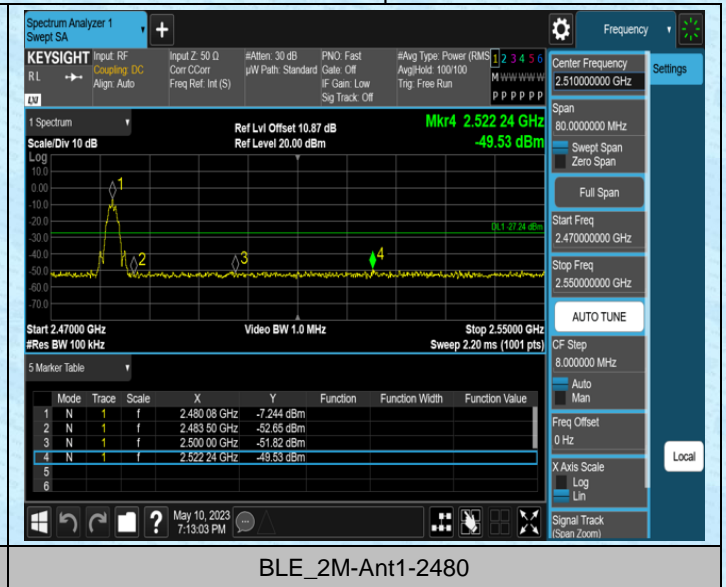 Spectrum Analyzer 1
Swept SA
+
Frequency
KEYSIGHT Input: RF
RL
Coupling: DC
Align: Auto
LXI
Input Z: 50 Ω
Corr CCorr
Freq Ref: Int (S)
#Atten: 30 dB
µW Path: Standard
PNO: Fast
Gate: Off
IF Gain: Low
Sig Track: Off
#Avg Type: Power (RMS
Avg|Hold: 100/100
Trig: Free Run
1 2 3 4 5 6
M W W W W W
P P P P P P
1 Spectrum
Scale/Div 10 dB
Ref Lvl Offset 10.87 dB
Ref Level 20.00 dBm
Mkr4 2.522 24 GHz
-49.53 dBm
Log
10.0
0.00
-10.0
-20.0
-30.0
-40.0
-50.0
-60.0
-70.0
1
2
3
4
DL1 -27.24 dBm
Start 2.47000 GHz
#Res BW 100 kHz
Video BW 1.0 MHz
Stop 2.55000 GHz
Sweep 2.20 ms (1001 pts)
5 Marker Table
Mode Trace Scale X Y Function Function Width Function Value
1 N 1 f 2.480 08 GHz -7.244 dBm
2 N 1 f 2.483 50 GHz -52.65 dBm
3 N 1 f 2.500 00 GHz -51.82 dBm
4 N 1 f 2.522 24 GHz -49.53 dBm
5
6
?
May 10, 2023
7:13:03 PM
Center Frequency
2.510000000 GHz
Settings
Span
80.0000000 MHz
Swept Span
Zero Span
Full Span
Start Freq
2.470000000 GHz
Stop Freq
2.550000000 GHz
AUTO TUNE
CF Step
8.000000 MHz
Auto
Man
Freq Offset
0 Hz
Local
X Axis Scale
Log
Lin
Signal Track
(Span Zoom)
BLE_2M-Ant1-2480